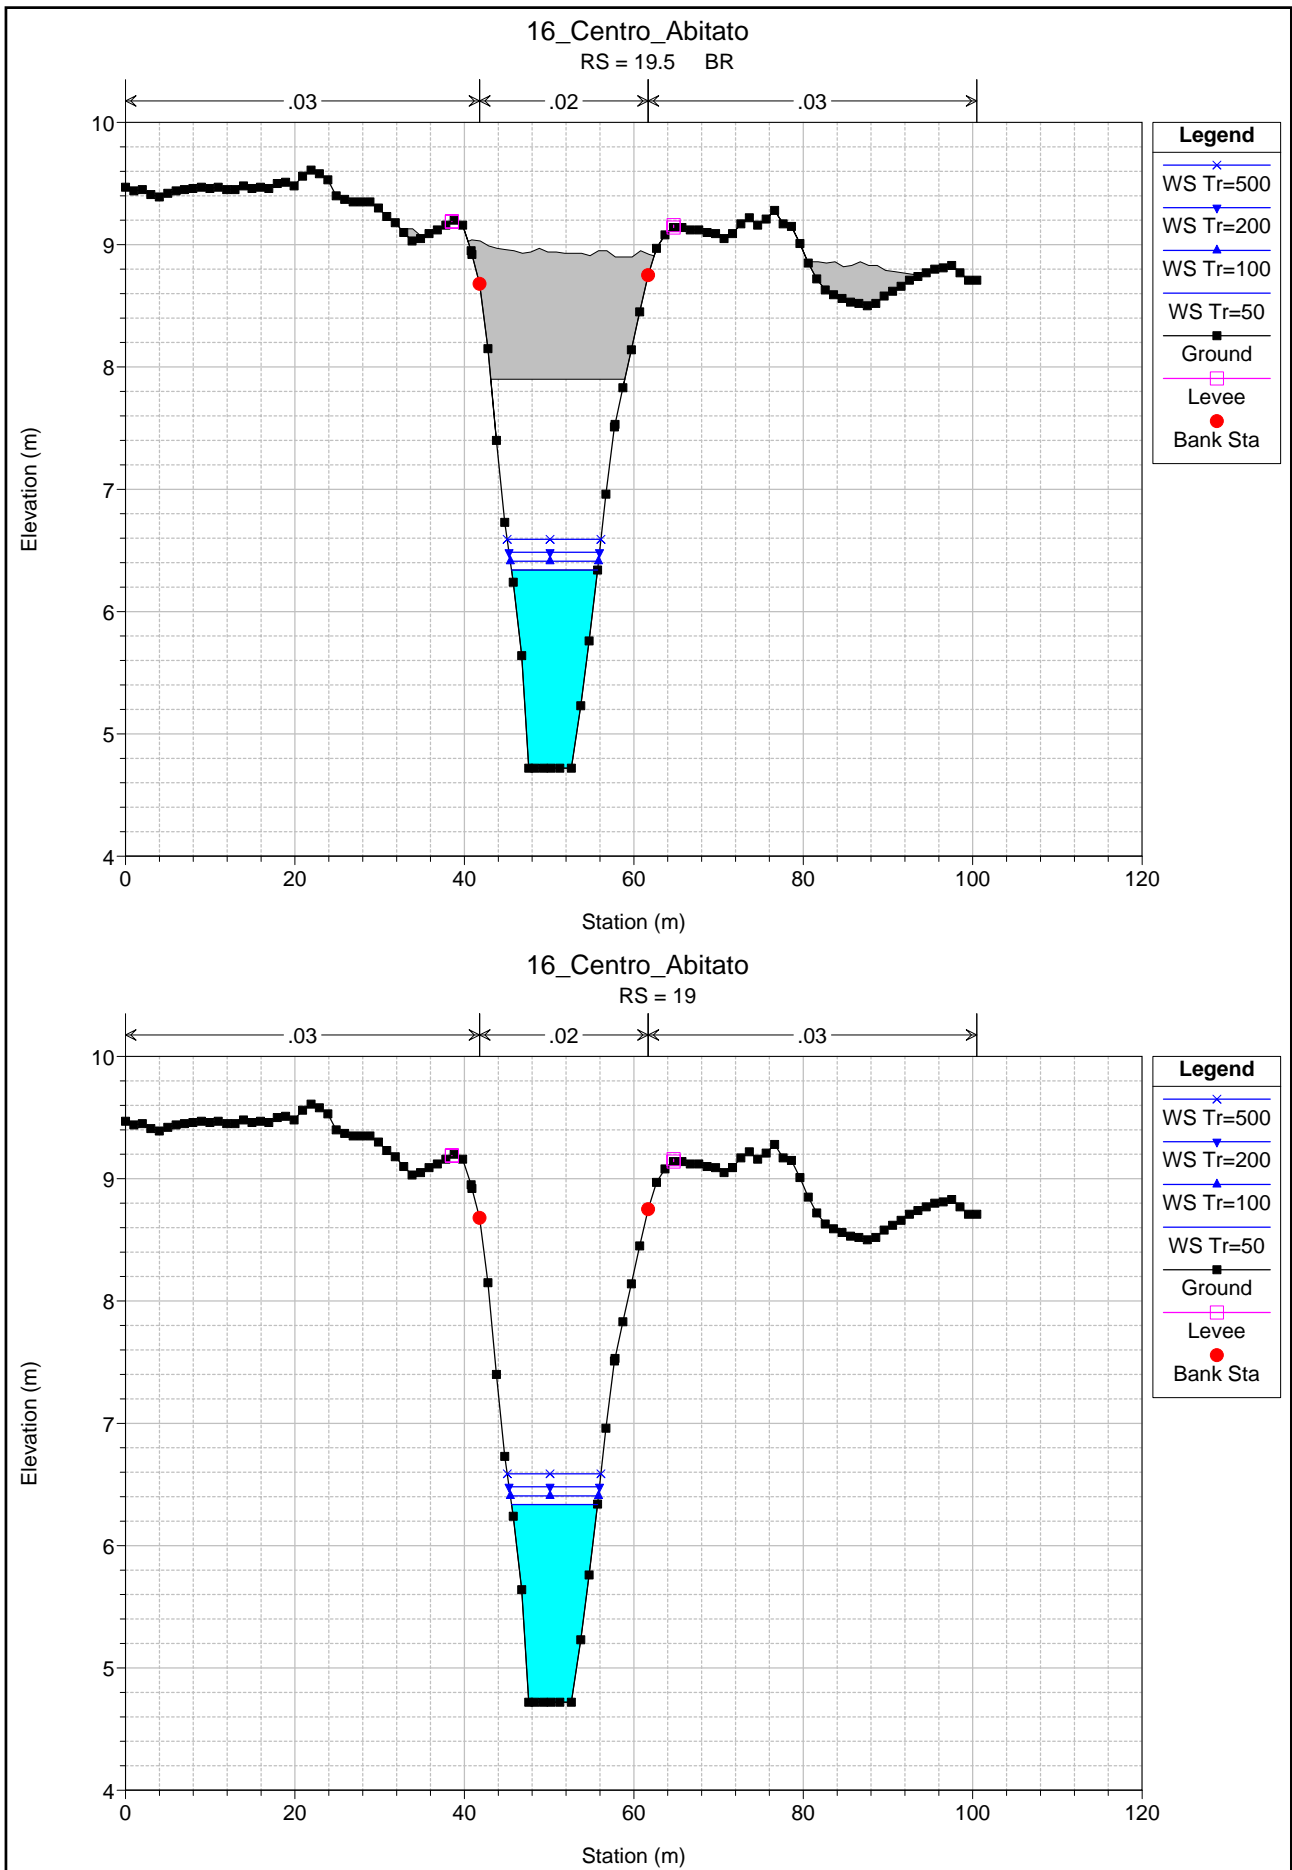 16_Centro_Abitato
RS = 19.5 BR
.03 .02 .03
Legend
WS Tr=500
WS Tr=200
WS Tr=100
WS Tr=50
Ground
Levee
Bank Sta
10
9
8
7
6
5
4
Elevation (m)
0 20 40 60 80 100 120
Station (m)
16_Centro_Abitato
RS = 19
.03 .02 .03
Legend
WS Tr=500
WS Tr=200
WS Tr=100
WS Tr=50
Ground
Levee
Bank Sta
10
9
8
7
6
5
4
Elevation (m)
0 20 40 60 80 100 120
Station (m)